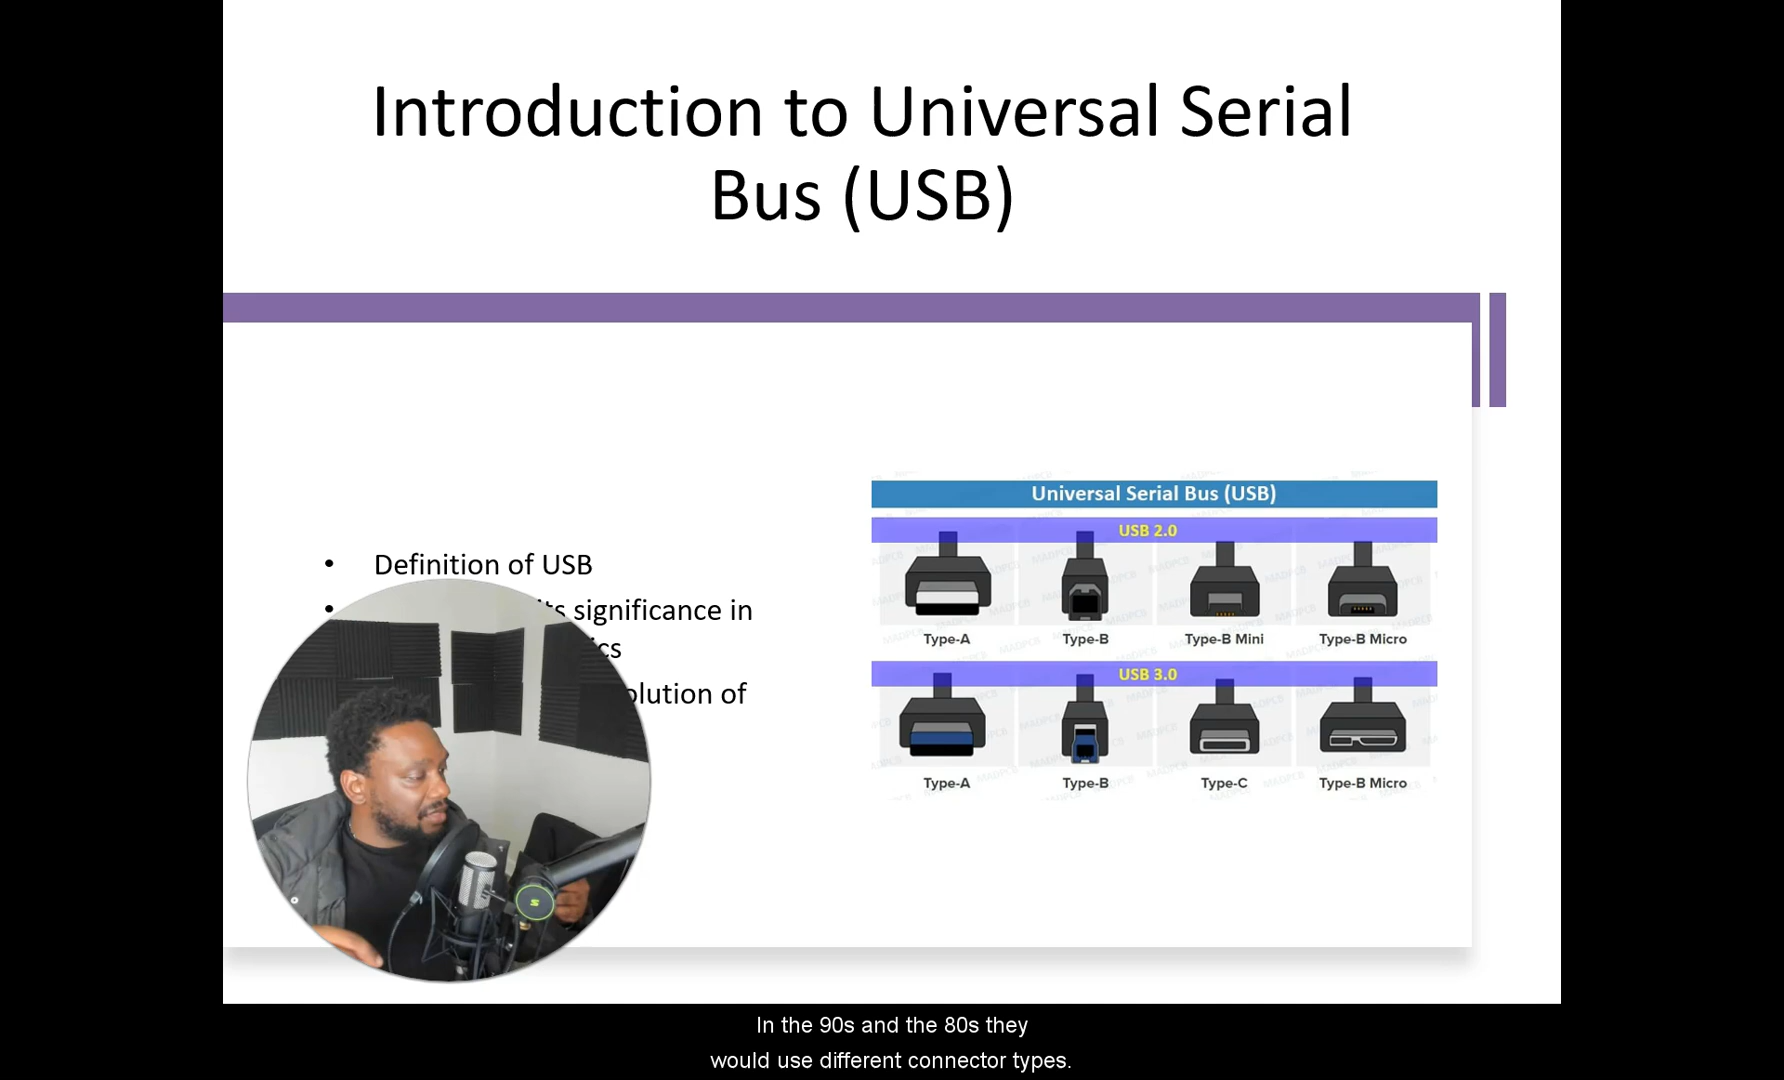 Introduction to Universal Serial
Bus (USB)
• Definition of USB
• significance in
• of
Universal Serial Bus (USB)
USB 2.0
Type-A Type-B Type-B Mini Type-B Micro
USB 3.0
Type-A Type-B Type-C Type-B Micro
MADPCB
In the 90s and the 80s they
would use different connector types.